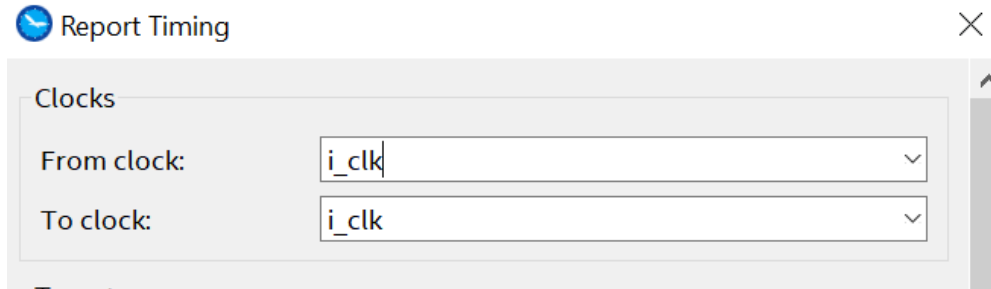 Report Timing
Clocks
From clock: i_clk
To clock: i_clk